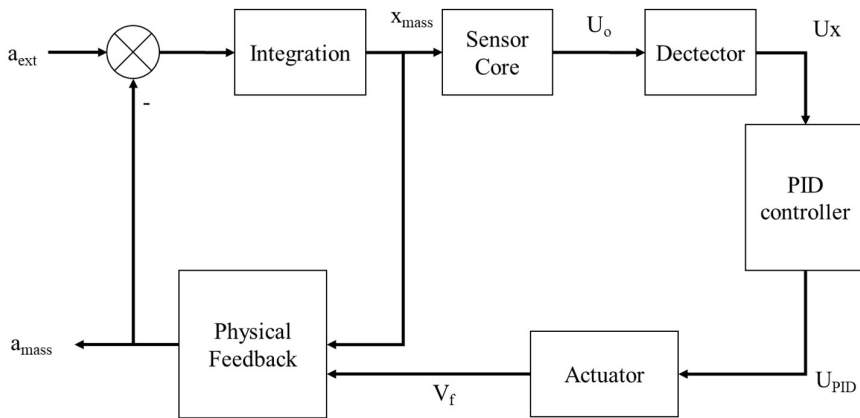 a_ext
Integration
x_mass
Sensor
Core
U_o
Dectector
Ux
-
PID
controller
a_mass
Physical
Feedback
V_f
Actuator
U_PID